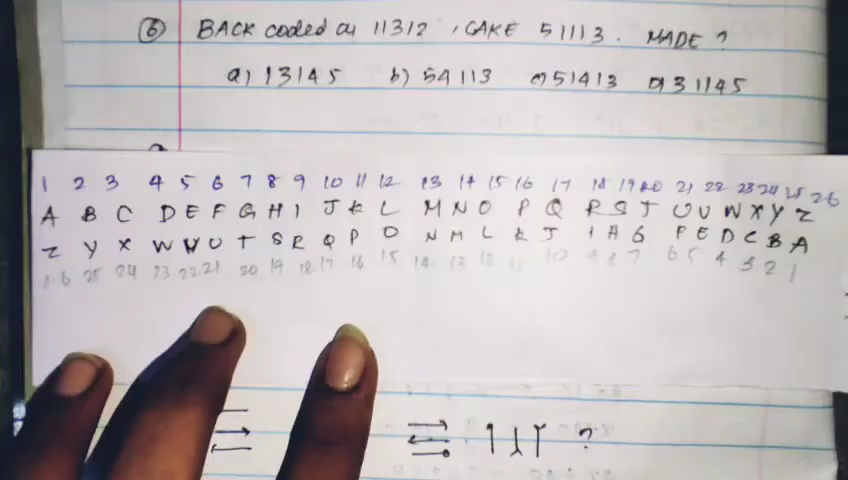 6 BACK coded as 11312, CAKE 51113. MADE ?
a) 13145 b) 54113 c) 51413 d) 31145
1 2 3 4 5 6 7 8 9 10 11 12 13 14 15 16 17 18 19 20 21 22 23 24 25 26
A B C D E F G H I J K L M N O P Q R S T U V W X Y Z
Z Y X W V U T S R Q P O N M L K J I H G F E D C B A
26 25 24 23 22 21 20 19 18 17 16 15 14 13 12 11 10 9 8 7 6 5 4 3 2 1
?